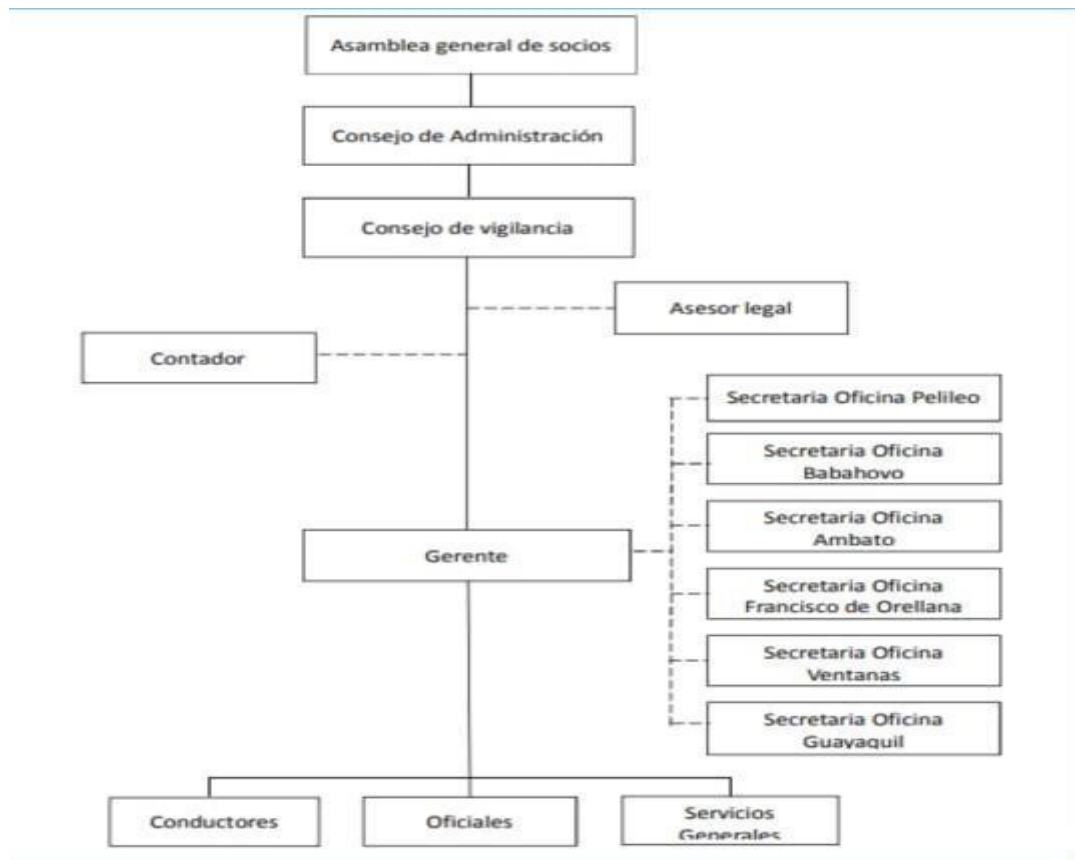 Asamblea general de socios
Consejo de Administración
Consejo de vigilancia
Asesor legal
Contador
Secretaria Oficina Pelileo
Secretaria Oficina
Babahovo
Secretaria Oficina
Ambato
Gerente
Secretaria Oficina
Francisco de Orellana
Secretaria Oficina
Ventanas
Secretaria Oficina
Guayaquil
Conductores
Oficiales
Servicios
Generales